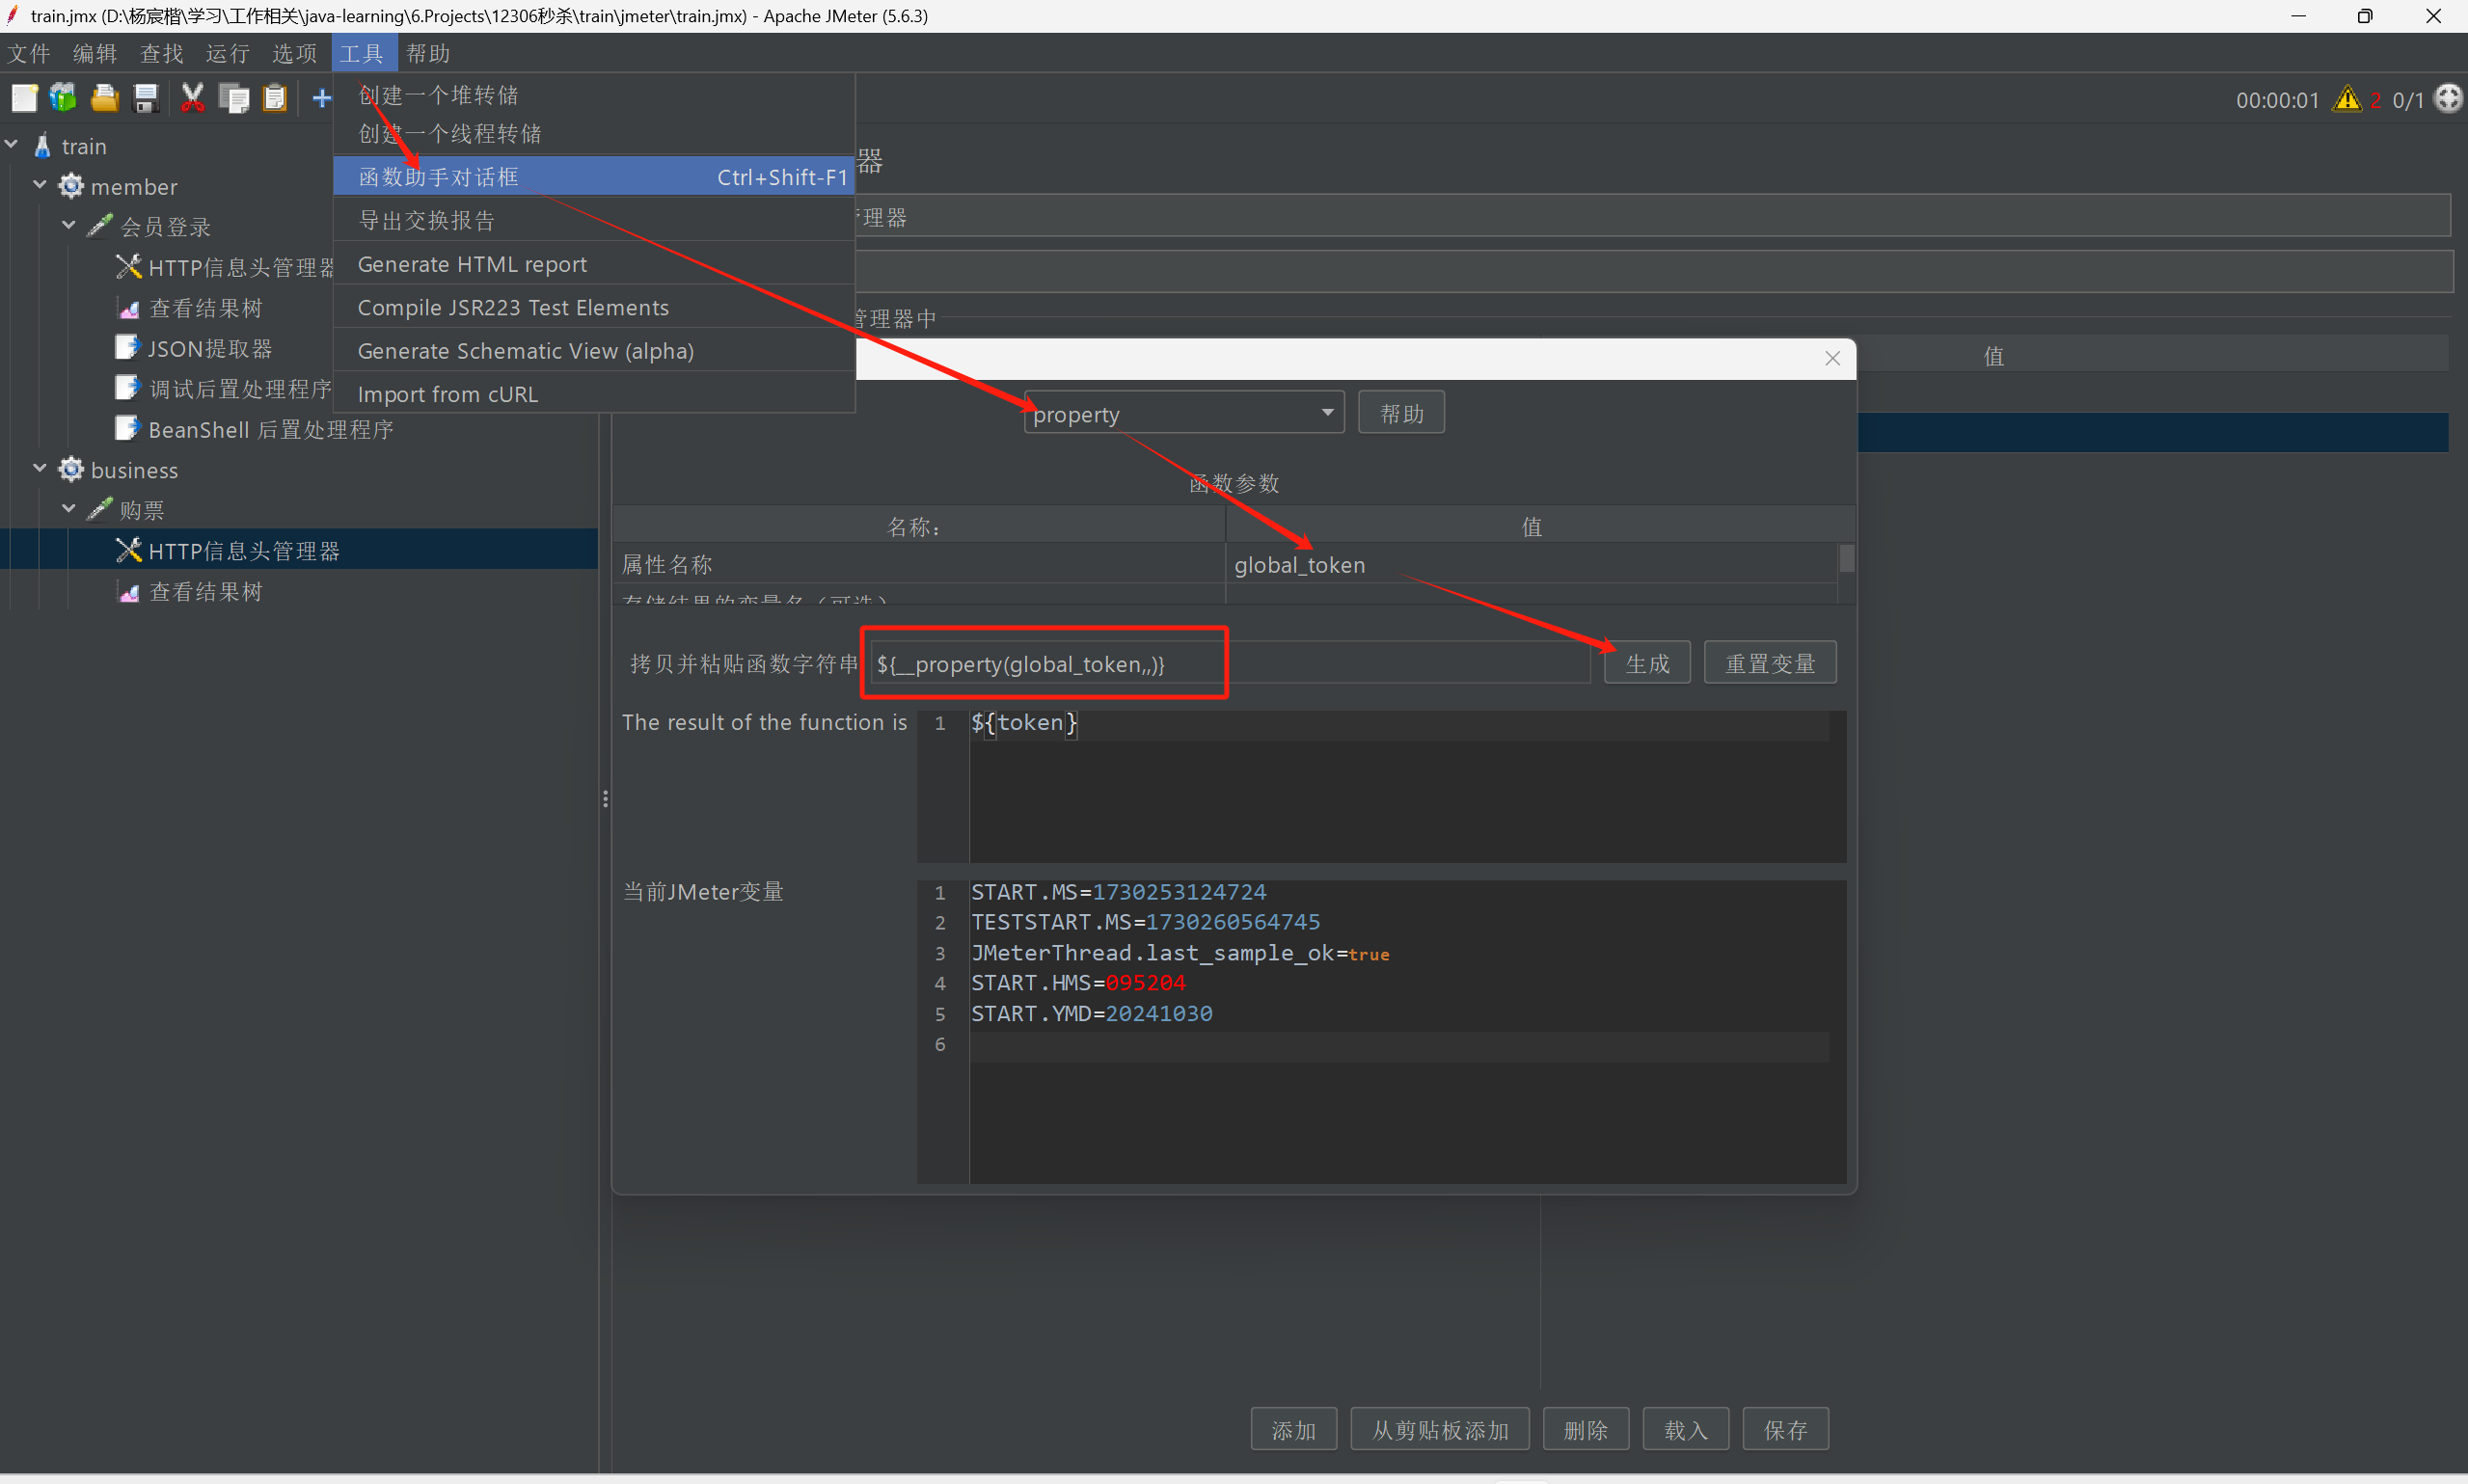 train.jmx (D:\杨宸楷\学习\工作相关\java-learning\6.Projects\12306秒杀\train\jmeter\train.jmx) - Apache JMeter (5.6.3)
文件 编辑 查找 运行 选项 工具 帮助
00:00:01 2 0/1
创建一个堆转储
创建一个线程转储
函数助手对话框 Ctrl+Shift-F1
导出交换报告
Generate HTML report
Compile JSR223 Test Elements
Generate Schematic View (alpha)
Import from cURL
train
member
会员登录
HTTP信息头管理器
查看结果树
JSON提取器
调试后置处理程序
BeanShell 后置处理程序
business
购票
HTTP信息头管理器
查看结果树
器
理器
管理器中
值
property 帮助
函数参数
名称: 值
属性名称 global_token
存储结果的变量名（可选）
拷贝并粘贴函数字符串 ${__property(global_token,,)} 生成 重置变量
The result of the function is 1 ${token}
当前JMeter变量
1 START.MS=1730253124724
2 TESTSTART.MS=1730260564745
3 JMeterThread.last_sample_ok=true
4 START.HMS=095204
5 START.YMD=20241030
6
添加 从剪贴板添加 删除 载入 保存